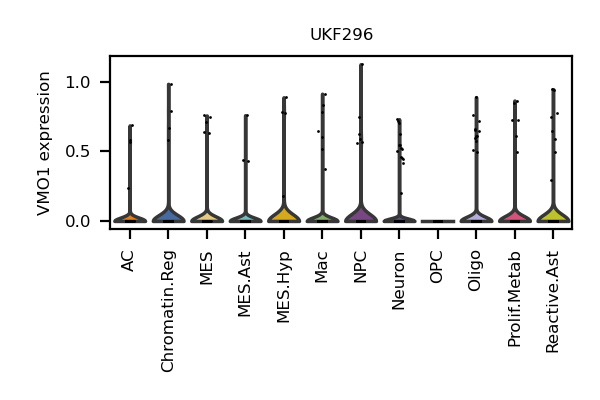 UKF296
VMO1 expression
1.0
0.5
0.0
AC
Chromatin.Reg
MES
MES.Ast
MES.Hyp
Mac
NPC
Neuron
OPC
Oligo
Prolif.Metab
Reactive.Ast